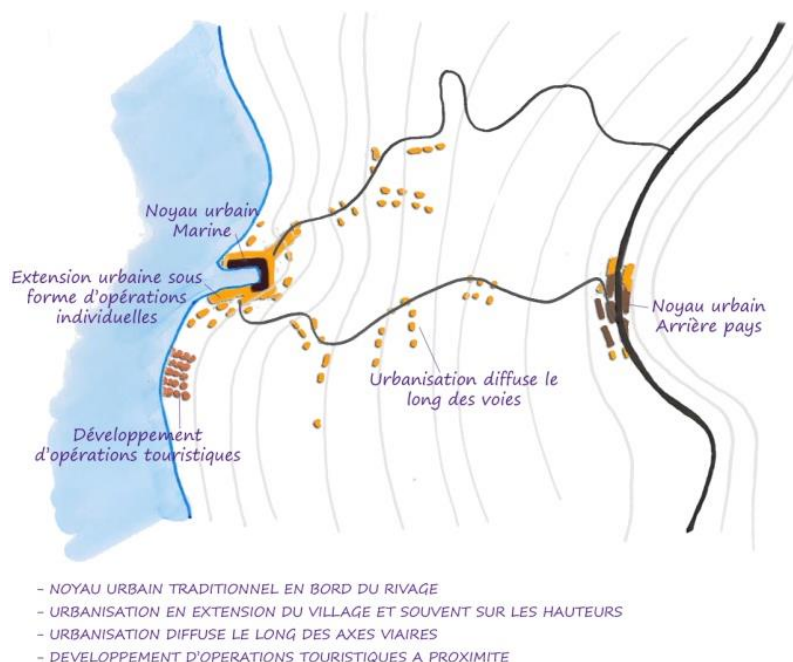 Noyau urbain
Marine
Extension urbaine sous
forme d'opérations
individuelles
Noyau urbain
Arrière pays
Urbanisation diffuse le
long des voies
Développement
d'opérations touristiques
- NOYAU URBAIN TRADITIONNEL EN BORD DU RIVAGE
- URBANISATION EN EXTENSION DU VILLAGE ET SOUVENT SUR LES HAUTEURS
- URBANISATION DIFFUSE LE LONG DES AXES VIAIRES
- DEVELOPPEMENT D'OPERATIONS TOURISTIQUES A PROXIMITE